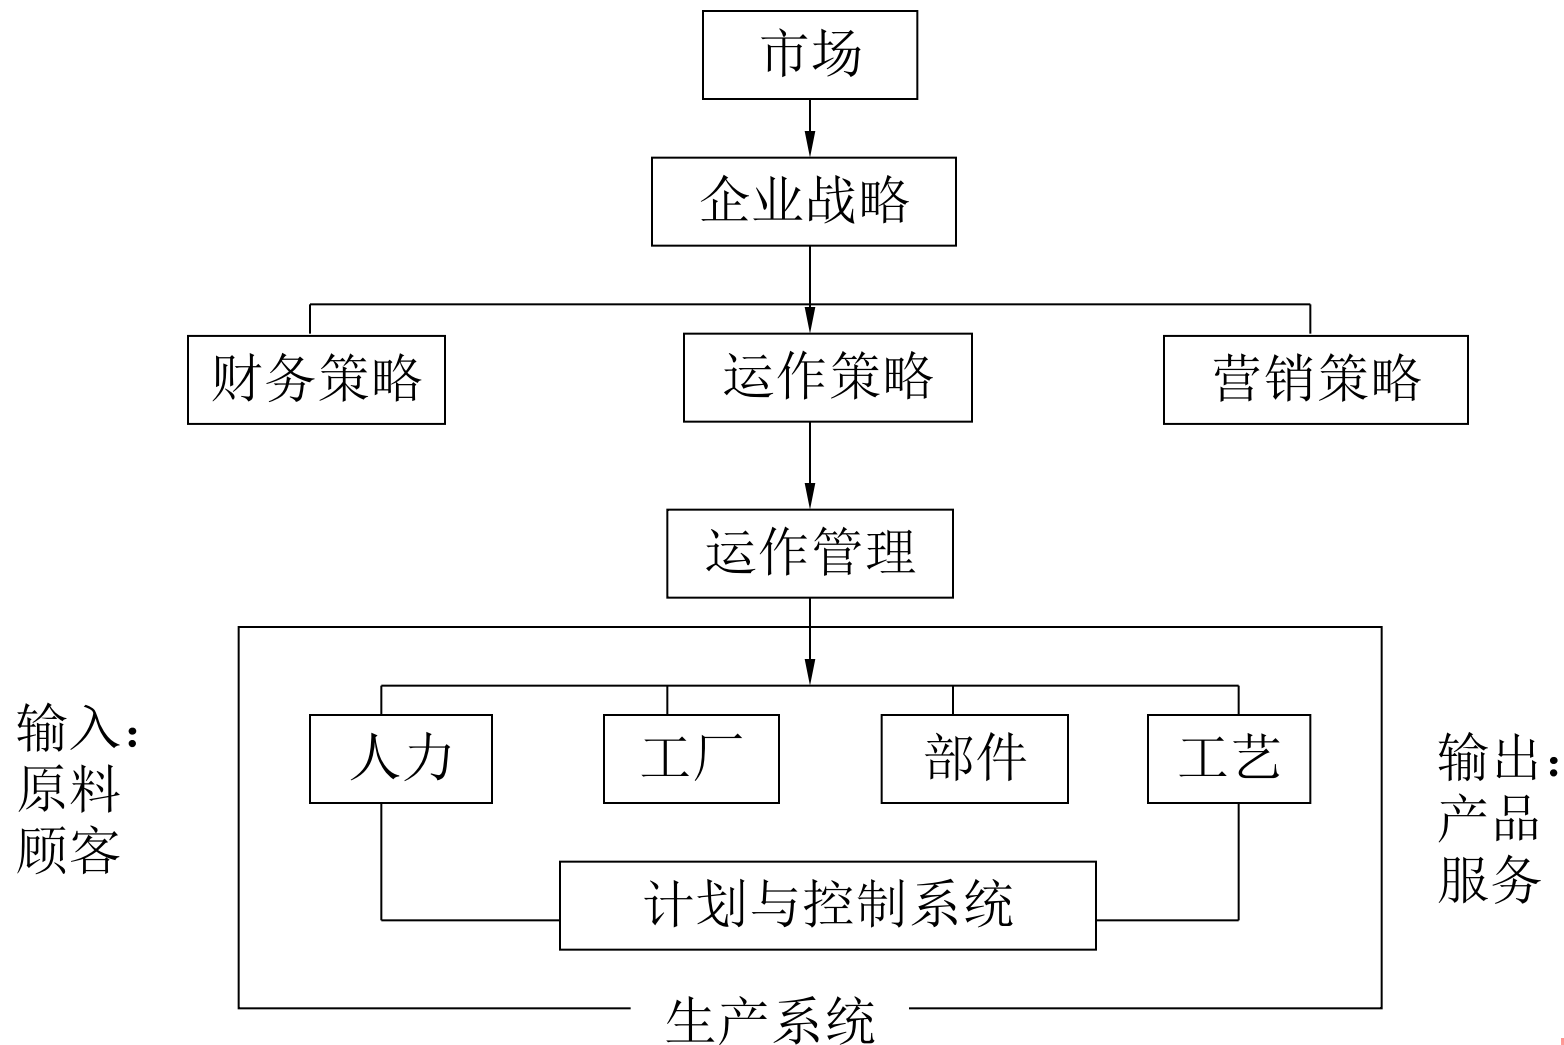 市场
企业战略
财务策略
运作策略
营销策略
运作管理
输入：
原料
顾客
人力
工厂
部件
工艺
输出：
产品
服务
计划与控制系统
生产系统